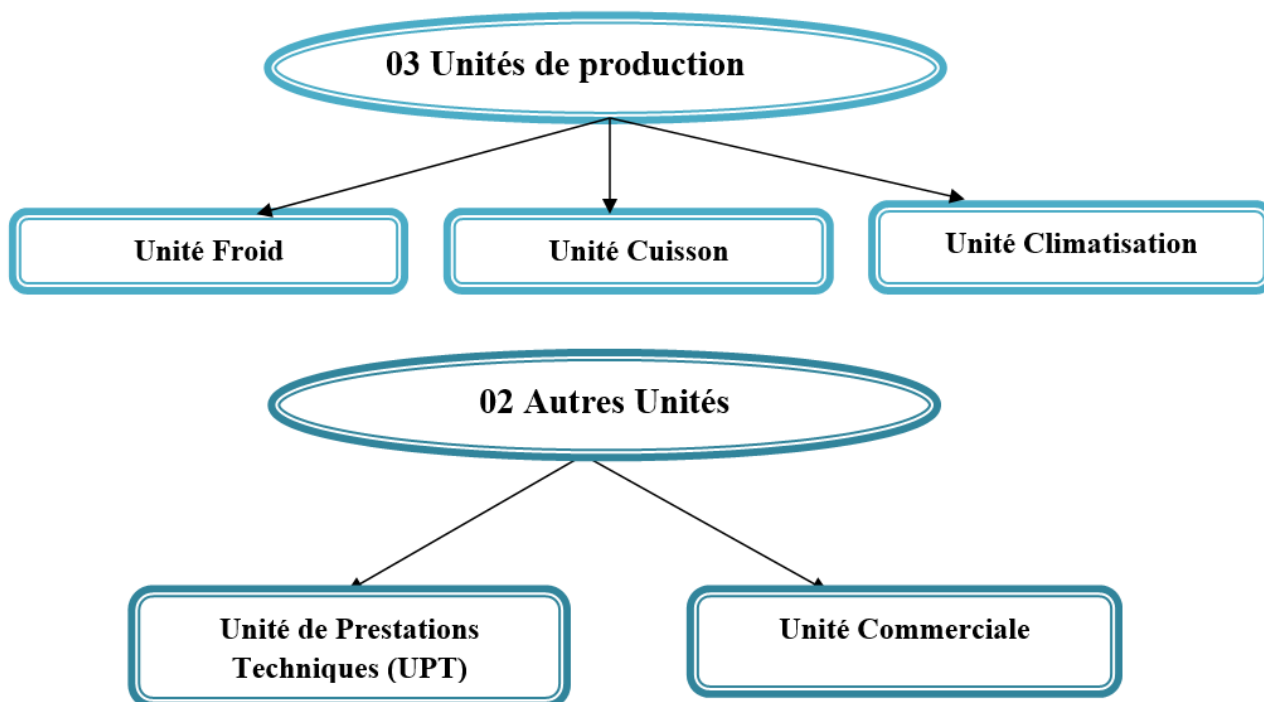 03 Unités de production
Unité Froid
Unité Cuisson
Unité Climatisation
02 Autres Unités
Unité de Prestations
Techniques (UPT)
Unité Commerciale